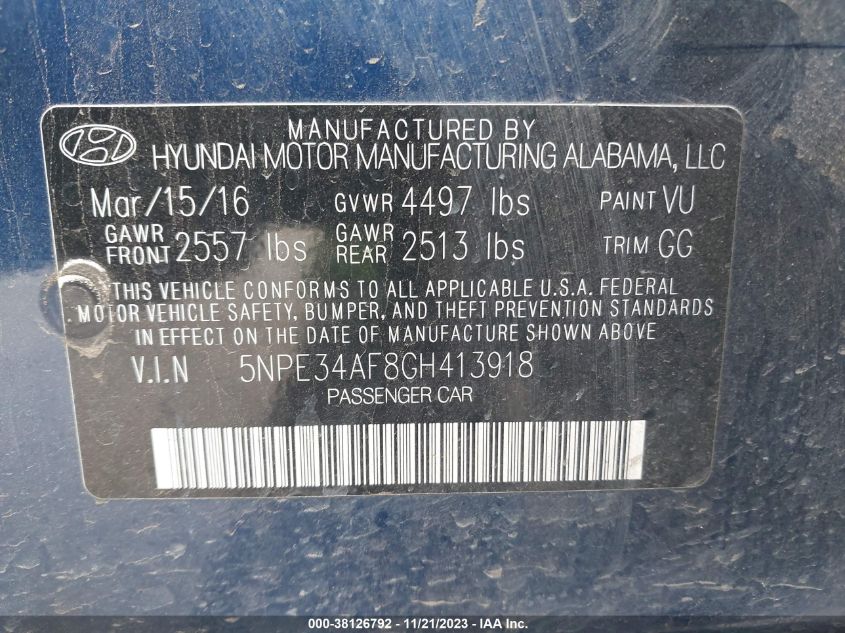 MANUFACTURED BY
HYUNDAI MOTOR MANUFACTURING ALABAMA, LLC
Mar/15/16 GVWR 4497 lbs PAINT VU
GAWR FRONT 2557 lbs GAWR REAR 2513 lbs TRIM GG
THIS VEHICLE CONFORMS TO ALL APPLICABLE U.S.A. FEDERAL
MOTOR VEHICLE SAFETY, BUMPER, AND THEFT PREVENTION STANDARDS
IN EFFECT ON THE DATE OF MANUFACTURE SHOWN ABOVE
V.I.N 5NPE34AF8GH413918
PASSENGER CAR
000-38126792 - 11/21/2023 - IAA Inc.